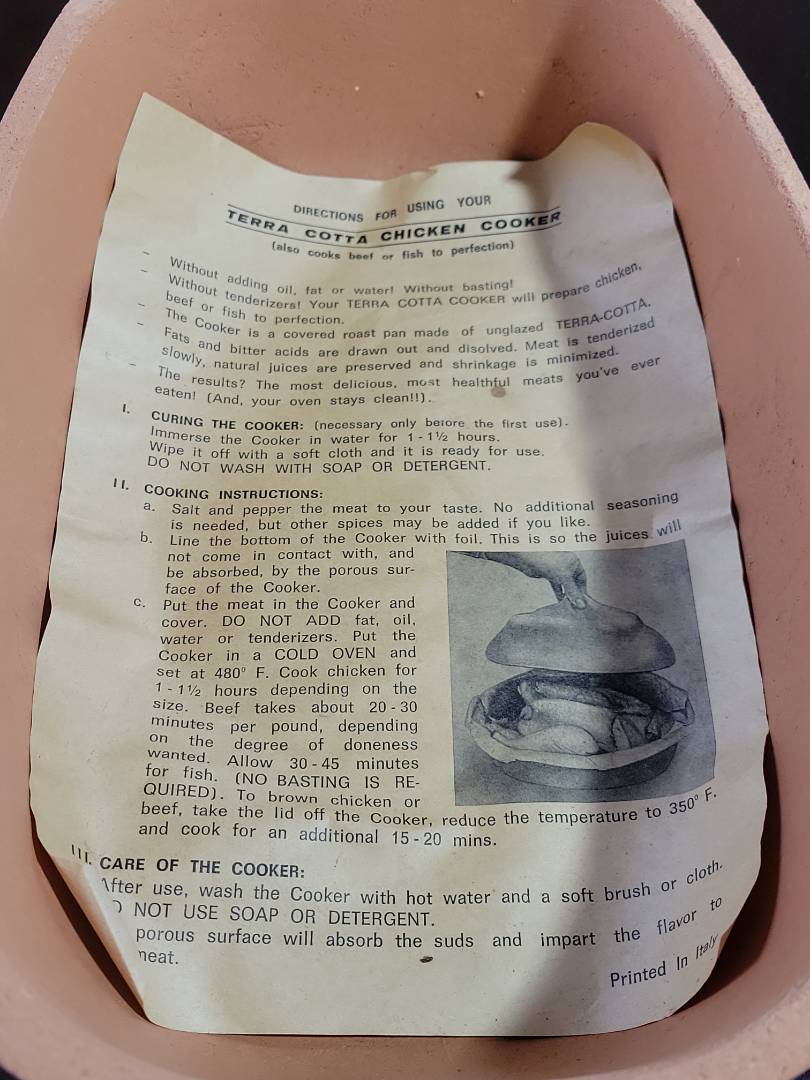 DIRECTIONS FOR USING YOUR
TERRA COTTA CHICKEN COOKER
(also cooks beef or fish to perfection)
– Without adding oil, fat or water! Without basting!
– Without tenderizers! Your TERRA COTTA COOKER will prepare chicken,
beef or fish to perfection.
– The Cooker is a covered roast pan made of unglazed TERRA-COTTA.
– Fats and bitter acids are drawn out and disolved. Meat is tenderized
slowly, natural juices are preserved and shrinkage is minimized.
– The results? The most delicious, most healthful meats you've ever
eaten! (And, your oven stays clean!!).
I. CURING THE COOKER: (necessary only before the first use).
Immerse the Cooker in water for 1 - 1½ hours.
Wipe it off with a soft cloth and it is ready for use.
DO NOT WASH WITH SOAP OR DETERGENT.
II. COOKING INSTRUCTIONS:
a. Salt and pepper the meat to your taste. No additional seasoning
is needed, but other spices may be added if you like.
b. Line the bottom of the Cooker with foil. This is so the juices will
not come in contact with, and
be absorbed, by the porous sur-
face of the Cooker.
c. Put the meat in the Cooker and
cover. DO NOT ADD fat, oil,
water or tenderizers. Put the
Cooker in a COLD OVEN and
set at 480° F. Cook chicken for
1 - 1½ hours depending on the
size. Beef takes about 20 - 30
minutes per pound, depending
on the degree of doneness
wanted. Allow 30 - 45 minutes
for fish. (NO BASTING IS RE-
QUIRED). To brown chicken or
beef, take the lid off the Cooker, reduce the temperature to 350° F.
and cook for an additional 15 - 20 mins.
III. CARE OF THE COOKER:
After use, wash the Cooker with hot water and a soft brush or cloth.
NOT USE SOAP OR DETERGENT.
porous surface will absorb the suds and impart the flavor to
meat.
Printed In Italy